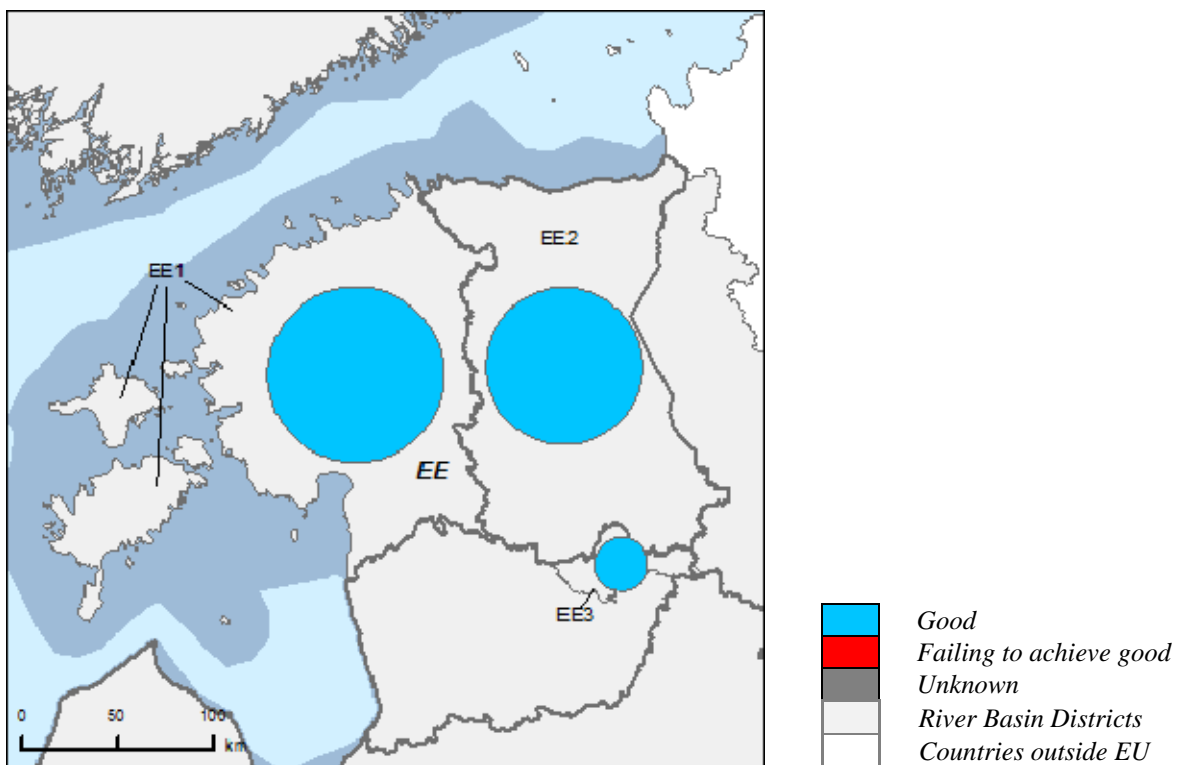 EE2
EE1
EE
EE3
0 50 100
km
Good
Failing to achieve good
Unknown
River Basin Districts
Countries outside EU